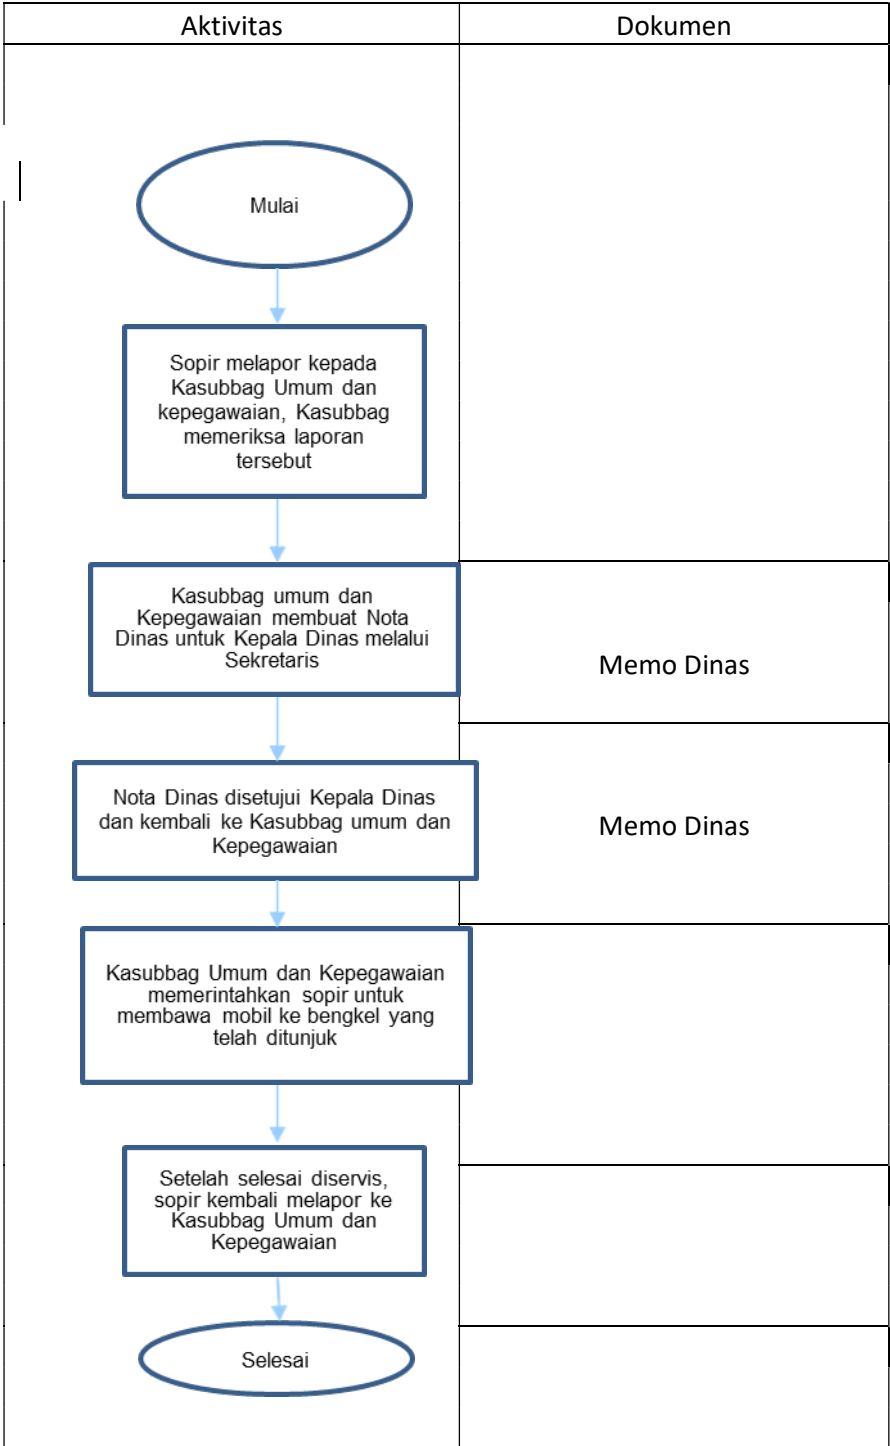 Aktivitas
Dokumen
Mulai
Sopir melapor kepada
Kasubbag Umum dan
kepegawaian, Kasubbag
memeriksa laporan
tersebut
Kasubbag umum dan
Kepegawaian membuat Nota
Dinas untuk Kepala Dinas melalui
Sekretaris
Memo Dinas
Nota Dinas disetujui Kepala Dinas
dan kembali ke Kasubbag umum dan
Kepegawaian
Memo Dinas
Kasubbag Umum dan Kepegawaian
memerintahkan sopir untuk
membawa mobil ke bengkel yang
telah ditunjuk
Setelah selesai diservis,
sopir kembali melapor ke
Kasubbag Umum dan
Kepegawaian
Selesai